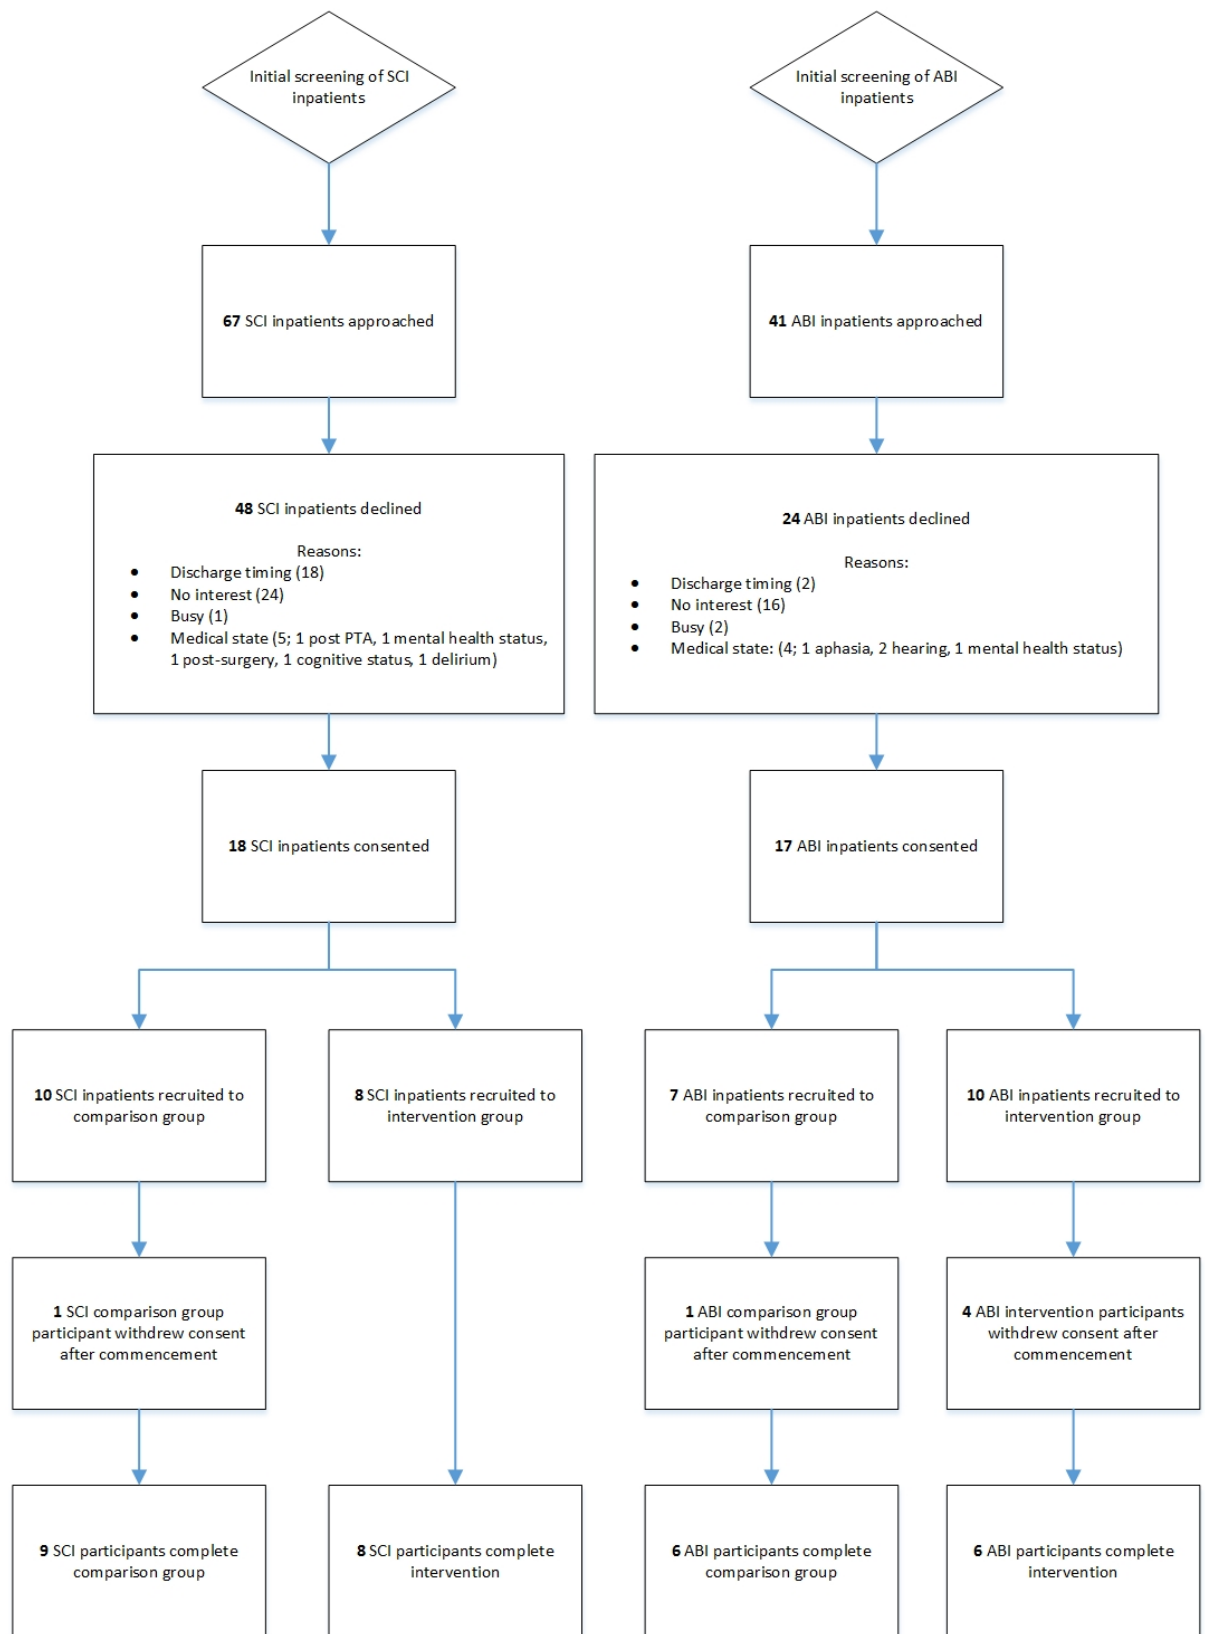 Initial screening of SCI
inpatients
Initial screening of ABI
inpatients
67 SCI inpatients approached
41 ABI inpatients approached
48 SCI inpatients declined
Reasons:
• Discharge timing (18)
• No interest (24)
• Busy (1)
• Medical state (5; 1 post PTA, 1 mental health status,
1 post-surgery, 1 cognitive status, 1 delirium)
24 ABI inpatients declined
Reasons:
• Discharge timing (2)
• No interest (16)
• Busy (2)
• Medical state: (4; 1 aphasia, 2 hearing, 1 mental health status)
18 SCI inpatients consented
17 ABI inpatients consented
10 SCI inpatients recruited to
comparison group
8 SCI inpatients recruited to
intervention group
7 ABI inpatients recruited to
comparison group
10 ABI inpatients recruited to
intervention group
1 SCI comparison group
participant withdrew consent
after commencement
1 ABI comparison group
participant withdrew consent
after commencement
4 ABI intervention participants
withdrew consent after
commencement
9 SCI participants complete
comparison group
8 SCI participants complete
intervention
6 ABI participants complete
comparison group
6 ABI participants complete
intervention